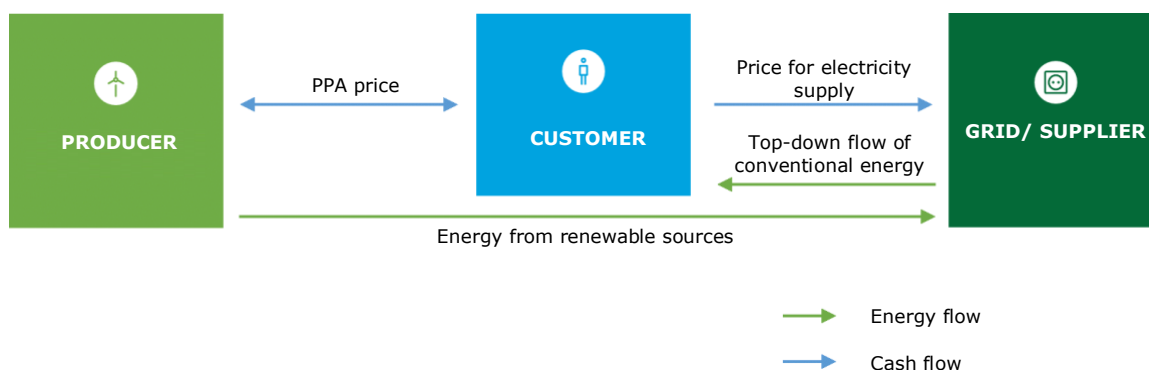 PRODUCER
PPA price
CUSTOMER
Price for electricity
supply
Top-down flow of
conventional energy
GRID/ SUPPLIER
Energy from renewable sources
Energy flow
Cash flow